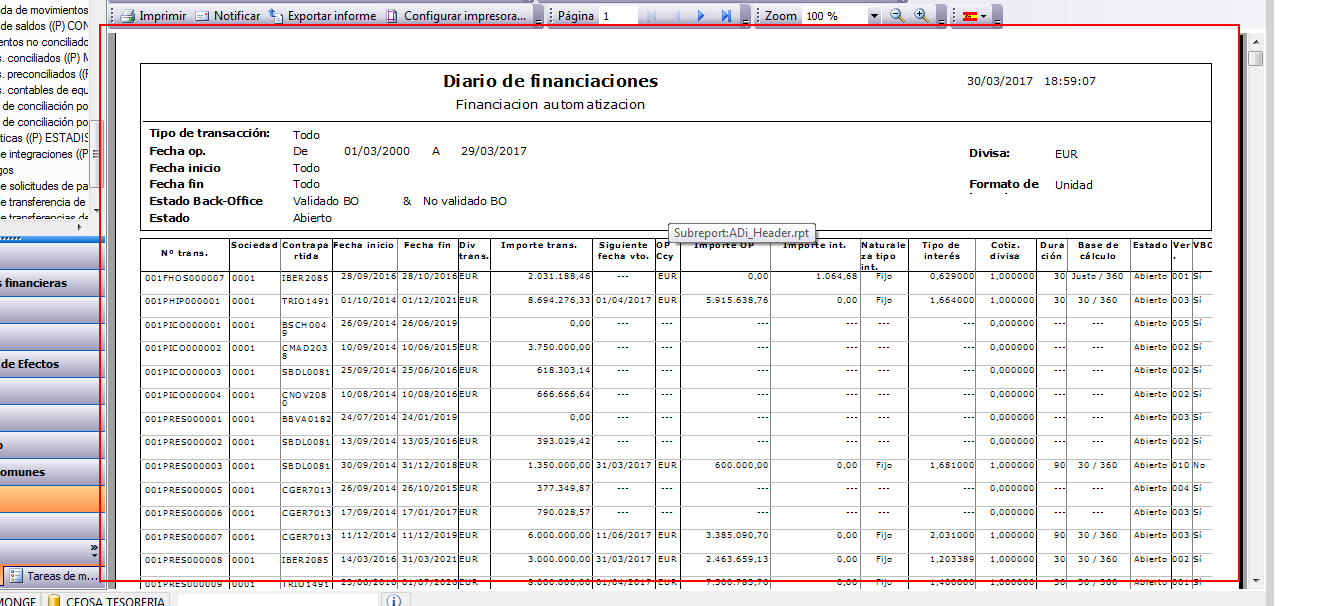 da de movimientos
de saldos ((P) CON
entos no conciliado
s. conciliados ((P) M
s. preconciliados ((F
s. contables de equ
de conciliación po
de conciliación po
ticas ((P) ESTADIS
e integraciones ((P
gos
e solicitudes de pa
e transferencia de
e transferencias de
s financieras
de Efectos
o
omunes
»
Tareas de m...
MONGE CEOSA TESORERIA
Imprimir Notificar Exportar informe Configurar impresora... Página 1 Zoom 100 %
Diario de financiaciones 30/03/2017 18:59:07
Financiacion automatizacion
Tipo de transacción: Todo
Fecha op. De 01/03/2000 A 29/03/2017 Divisa: EUR
Fecha inicio Todo
Fecha fin Todo Formato de Unidad
Estado Back-Office Validado BO & No validado BO
Estado Abierto
Subreport:ADi_Header.rpt
Nº trans. Sociedad Contrapa Fecha inicio Fecha fin Div Importe trans. Siguiente OP Importe OP Importe int. Naturale Tipo de Cotiz. Dura Base de Estado Ver VBO
rtida trans. fecha vto. Ccy za tipo interés divisa ción cálculo .
int.
001FHOS000007 0001 IBER2085 28/09/2016 28/10/2016 EUR 2.031.188,46 --- EUR 0,00 1.064,68 Fijo 0,629000 1,000000 30 Justo / 360 Abierto 001 Sí
001PHIP000001 0001 TRIO1491 01/10/2014 01/12/2021 EUR 8.694.276,33 01/04/2017 EUR 5.915.638,76 0,00 Fijo 1,664000 1,000000 30 30 / 360 Abierto 003 Sí
001PICO000001 0001 BSCH004 26/09/2014 26/06/2019 0,00 --- --- --- --- --- --- 0,000000 --- --- Abierto 005 Sí
9
001PICO000002 0001 CMAD203 10/09/2014 10/06/2015 EUR 3.750.000,00 --- --- --- --- --- --- 0,000000 --- --- Abierto 002 Sí
8
001PICO000003 0001 SBDL0081 25/09/2014 25/06/2016 EUR 618.303,14 --- --- --- --- --- --- 0,000000 --- --- Abierto 002 Sí
001PICO000004 0001 CNOV208 10/08/2014 10/08/2016 EUR 666.666,64 --- --- --- --- --- --- 0,000000 --- --- Abierto 002 Sí
0
001PRES000001 0001 BBVA0182 24/07/2014 24/01/2019 0,00 --- --- --- --- --- --- 0,000000 --- --- Abierto 003 Sí
001PRES000002 0001 SBDL0081 13/09/2014 13/05/2016 EUR 393.029,42 --- --- --- --- --- --- 0,000000 --- --- Abierto 002 Sí
001PRES000003 0001 SBDL0081 30/09/2014 31/12/2018 EUR 1.350.000,00 31/03/2017 EUR 600.000,00 0,00 Fijo 1,681000 1,000000 90 30 / 360 Abierto 010 No
001PRES000005 0001 CGER7013 26/09/2014 26/10/2015 EUR 377.349,87 --- --- --- --- --- --- 0,000000 --- --- Abierto 004 Sí
001PRES000006 0001 CGER7013 17/09/2014 17/01/2017 EUR 790.028,57 --- --- --- --- --- --- 0,000000 --- --- Abierto 003 Sí
001PRES000007 0001 CGER7013 11/12/2014 11/12/2019 EUR 6.000.000,00 11/06/2017 EUR 3.385.090,70 0,00 Fijo 2,031000 1,000000 90 30 / 360 Abierto 003 Sí
001PRES000008 0001 IBER2085 14/03/2016 31/03/2021 EUR 3.000.000,00 31/03/2017 EUR 2.463.659,13 0,00 Fijo 1,203389 1,000000 30 30 / 360 Abierto 002 Sí
001PRES000009 0001 TRIO1491 EUR 01/04/2017 EUR 0,00 Fijo 1,000000 30 30 / 360 Abierto 001 Sí